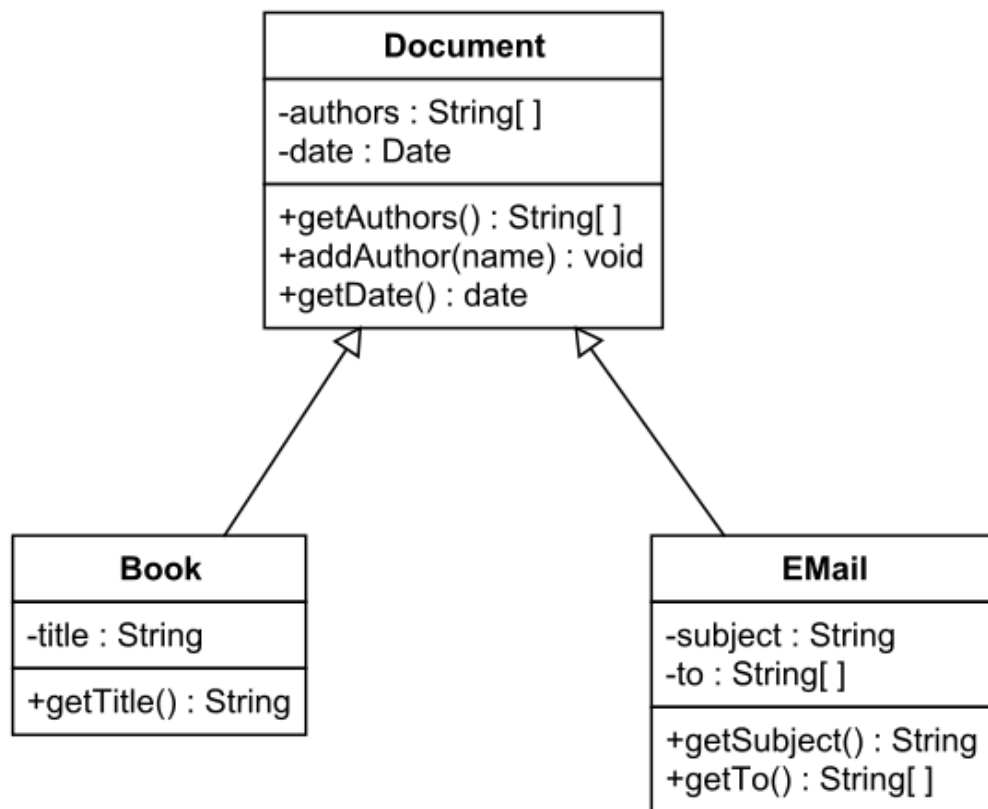 Document
-authors : String[ ]
-date : Date
+getAuthors() : String[ ]
+addAuthor(name) : void
+getDate() : date
Book
-title : String
+getTitle() : String
EMail
-subject : String
-to : String[ ]
+getSubject() : String
+getTo() : String[ ]